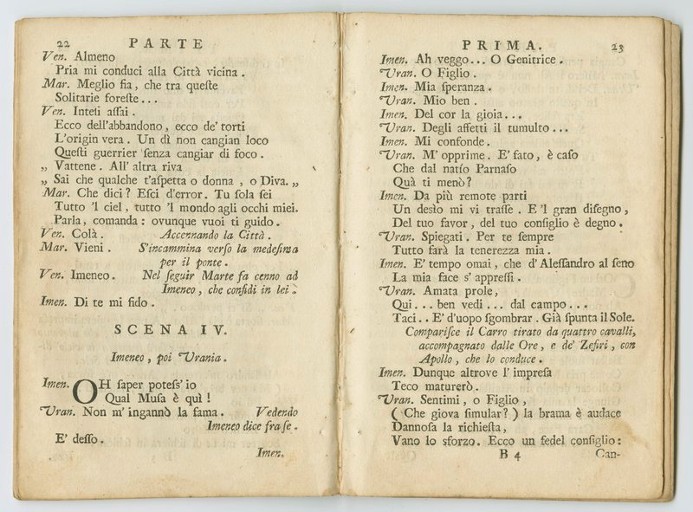 22 PARTE
Ven. Almeno
Pria mi conduci alla Città vicina.
Mar. Meglio fia, che tra queſte
Solitarie foreſte...
Ven. Inteſi aſſai.
Ecco dell'abbandono, ecco de' torti
L'origin vera. Un dì non cangian loco
Queſti guerrier 'ſenza cangiar di foco.
„ Vattene. All' altra riva
„ Sai che qualche t'aſpetta o donna, o Diva. „
Mar. Che dici? Eſci d'error. Tu ſola ſei
Tutto 'l ciel, tutto 'l mondo agli occhi miei.
Parla, comanda: ovunque vuoi ti guido.
Ven. Colà. Accennando la Città.
Mar. Vieni. S'incammina verſo la medeſima
per il ponte.
Ven. Imeneo. Nel ſeguir Marte fa cenno ad
Imeneo, che confidi in lei.
Imen. Di te mi fido.
SCENA IV.
Imeneo, poi Urania.
Imen. OH ſaper poteſſ' io
Qual Muſa è quì!
Uran. Non m' ingannò la fama. Vedendo
Imeneo dice fra ſe.
E' deſſo.
Imen.
PRIMA. 23
Imen. Ah veggo... O Genitrice.
Uran. O Figlio.
Imen. Mia ſperanza.
Uran. Mio ben.
Imen. Del cor la gioia...
Uran. Degli affetti il tumulto...
Imen. Mi confonde.
Uran. M' opprime. E' fato, è caſo
Che dal natío Parnaſo
Quà ti menò?
Imen. Da più remote parti
Un deſío mi vi traſſe. E 'l gran diſegno,
Del tuo favor, del tuo conſiglio è degno.
Uran. Spiegati. Per te ſempre
Tutto farà la tenerezza mia.
Imen. E' tempo omai, che d'Aleſſandro al ſeno
La mia face s' appreſſi.
Uran. Amata prole,
Qui... ben vedi... dal campo...
Taci.. E' d'uopo ſgombrar. Già ſpunta il Sole.
Compariſce il Carro tirato da quattro cavalli,
accompagnato dalle Ore, e de' Zefiri, con
Apollo, che lo conduce.
Imen. Dunque altrove l' impreſa
Teco maturerò.
Uran. Sentimi, o Figlio,
(Che giova ſimular?) la brama è audace
Dannoſa la richieſta,
Vano lo sforzo. Ecco un fedel conſiglio:
B 4 Can-